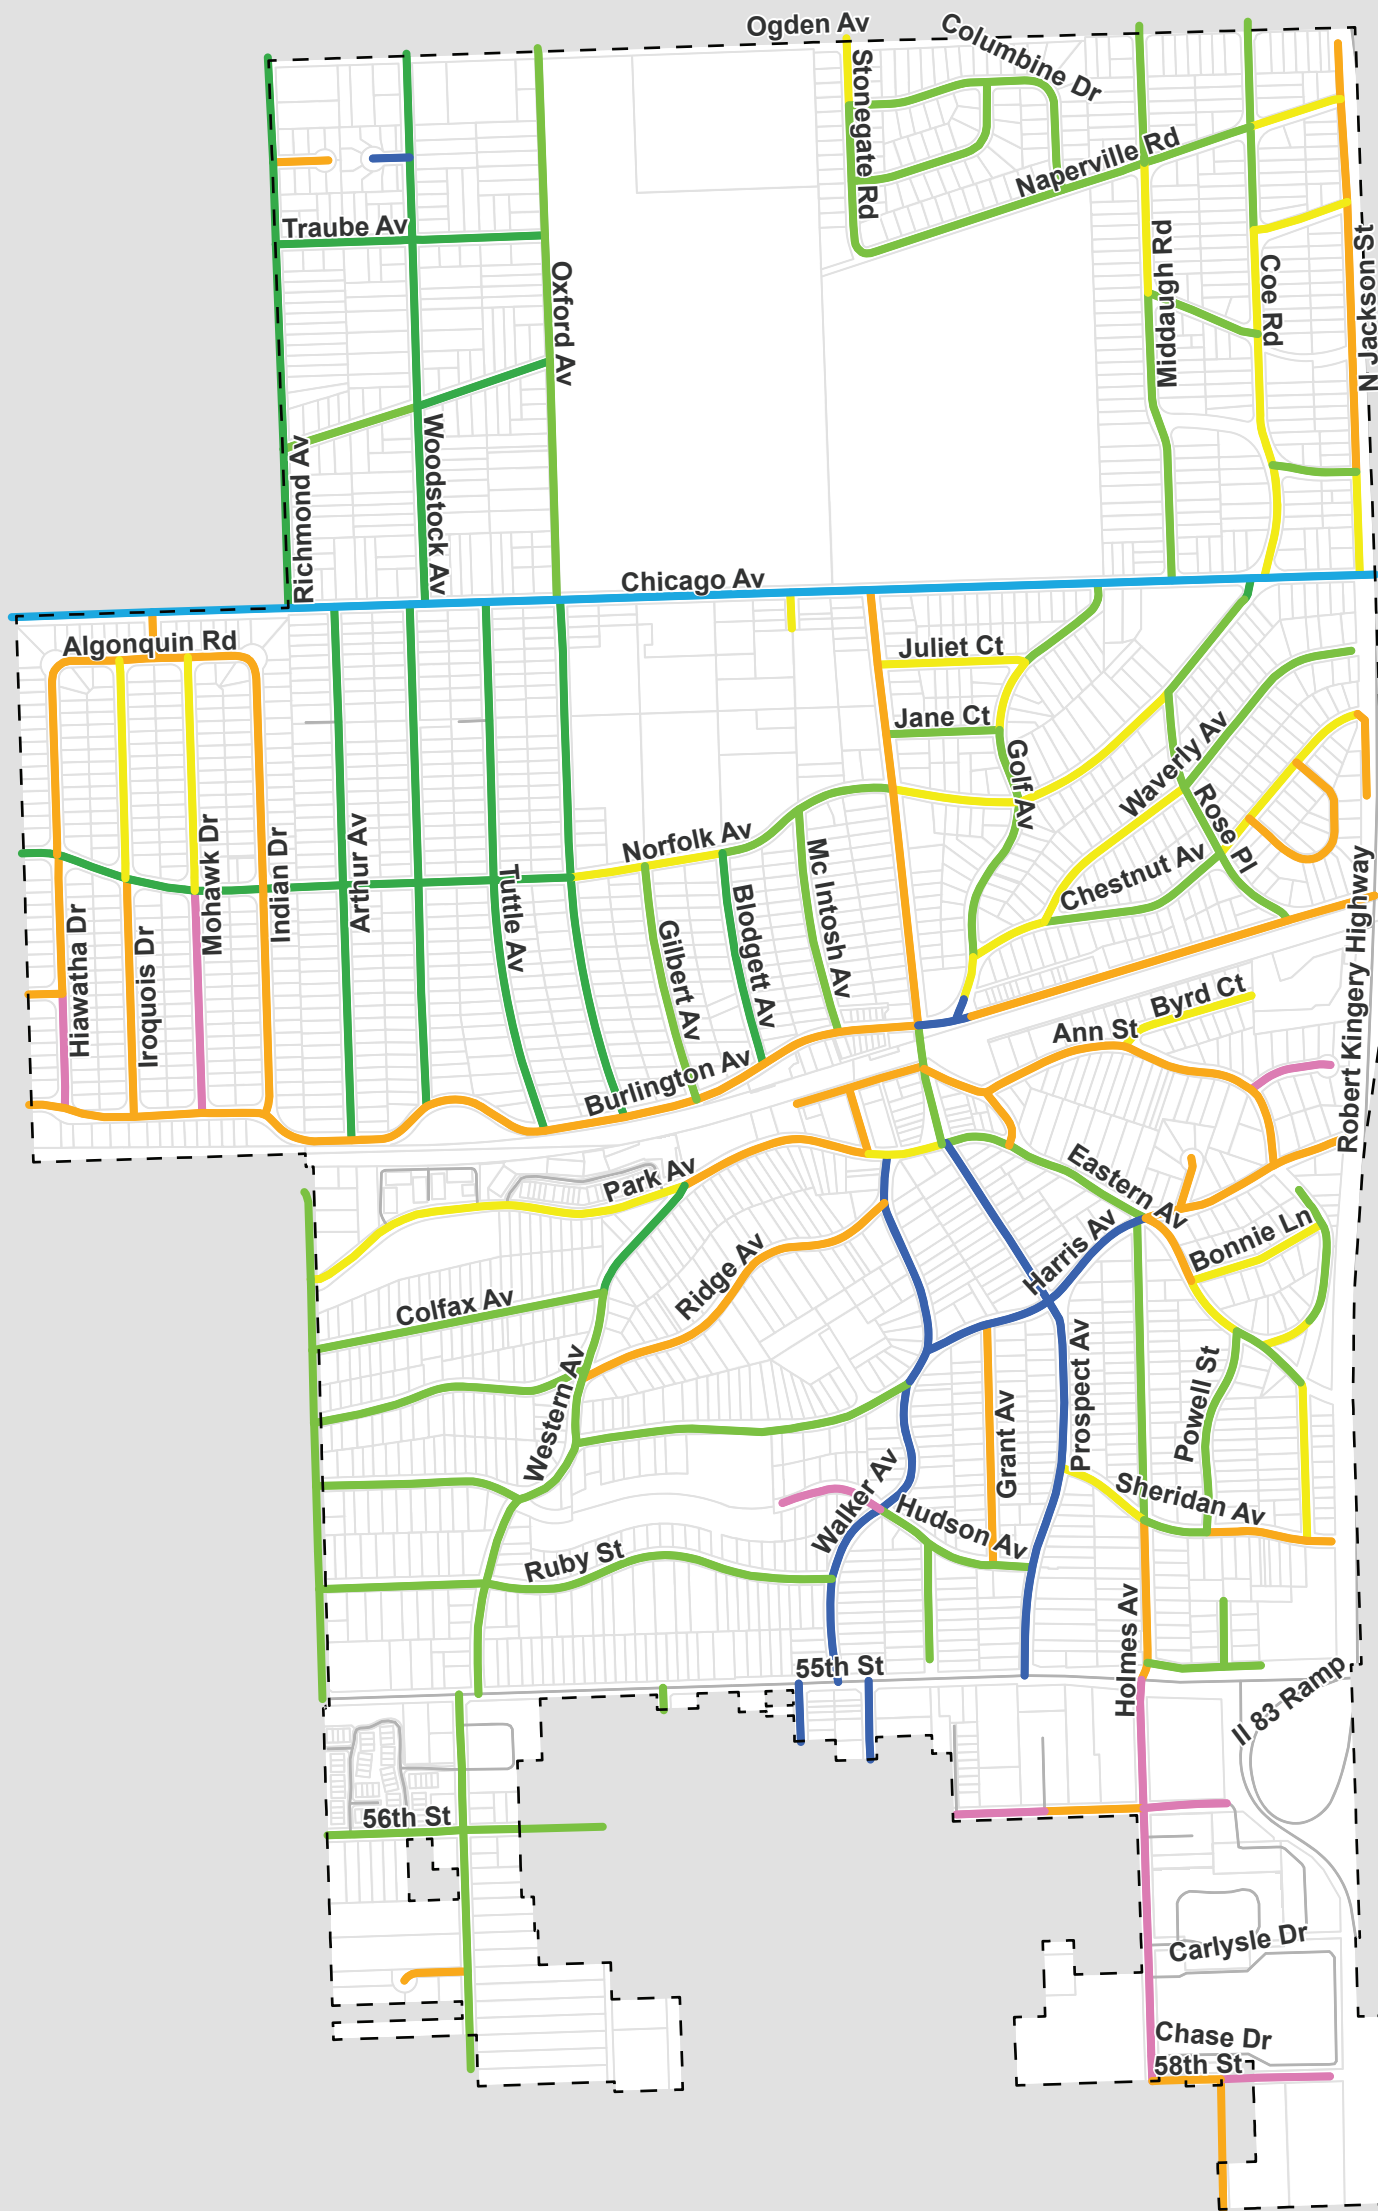 Ogden Av
Columbine Dr
Stonegate Rd
Naperville Rd
Traube Av
Middaugh Rd
Coe Rd
N Jackson St
Oxford Av
Richmond Av
Woodstock Av
Chicago Av
Algonquin Rd
Juliet Ct
Jane Ct
Golf Av
Waverly Av
Rose Pl
Chestnut Av
Norfolk Av
Mc Intosh Av
Blodgett Av
Gilbert Av
Tuttle Av
Arthur Av
Indian Dr
Mohawk Dr
Iroquois Dr
Hiawatha Dr
Burlington Av
Byrd Ct
Ann St
Robert Kingery Highway
Park Av
Eastern Av
Harris Av
Bonnie Ln
Ridge Av
Colfax Av
Western Av
Grant Av
Prospect Av
Powell St
Walker Av
Hudson Av
Sheridan Av
Ruby St
Holmes Av
55th St
Il 83 Ramp
56th St
Carlysle Dr
Chase Dr
58th St